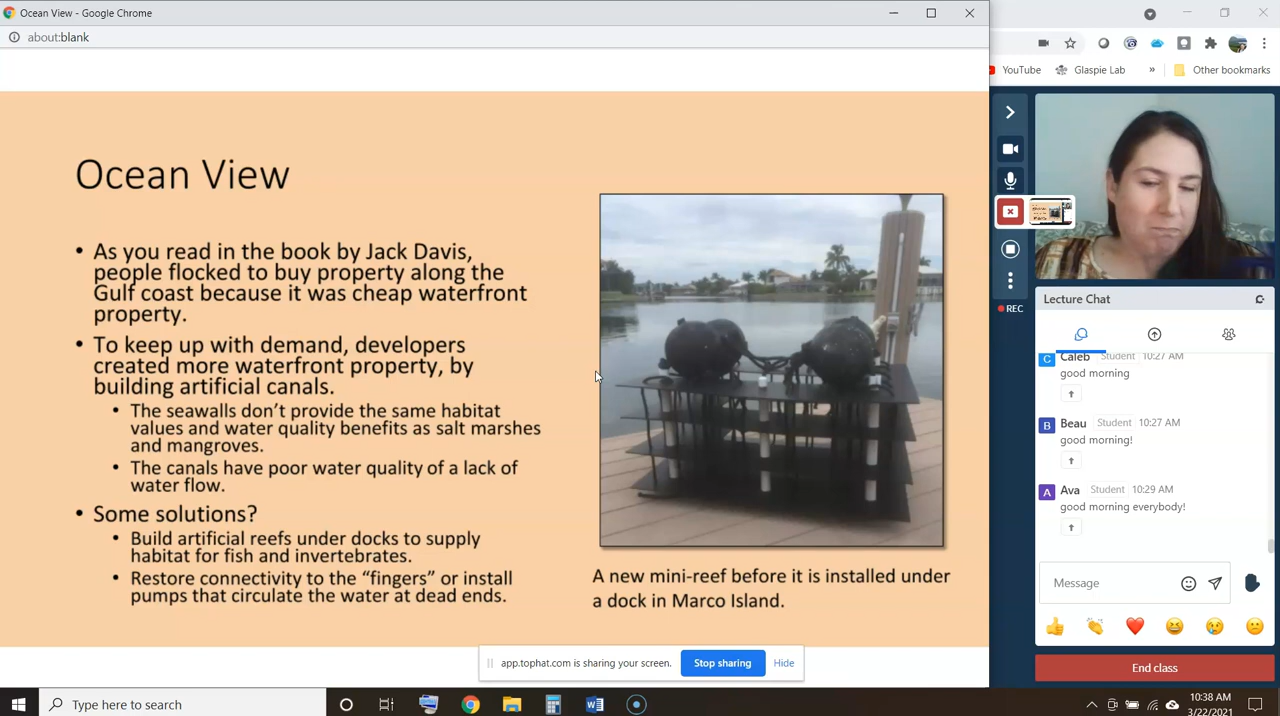 Ocean View - Google Chrome
about:blank
YouTube
Glaspie Lab
»
Other bookmarks
Ocean View
• As you read in the book by Jack Davis,
people flocked to buy property along the
Gulf coast because it was cheap waterfront
property.
• To keep up with demand, developers
created more waterfront property, by
building artificial canals.
• The seawalls don't provide the same habitat
values and water quality benefits as salt marshes
and mangroves.
• The canals have poor water quality of a lack of
water flow.
• Some solutions?
• Build artificial reefs under docks to supply
habitat for fish and invertebrates.
• Restore connectivity to the “fingers” or install
pumps that circulate the water at dead ends.
A new mini-reef before it is installed under
a dock in Marco Island.
REC
Lecture Chat
C Caleb Student 10:27 AM
good morning
B Beau Student 10:27 AM
good morning!
A Ava Student 10:29 AM
good morning everybody!
Message
End class
app.tophat.com is sharing your screen.
Stop sharing
Hide
Type here to search
10:38 AM
3/22/2021